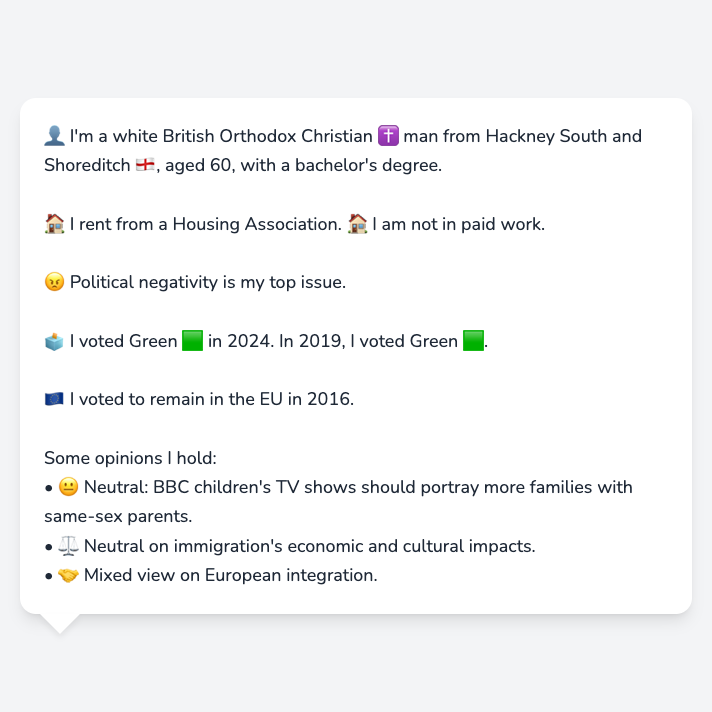 👤 I'm a white British Orthodox Christian ✝️ man from Hackney South and
Shoreditch 🏴󠁧󠁢󠁥󠁮󠁧󠁿, aged 60, with a bachelor's degree.
🏠 I rent from a Housing Association. 🏠 I am not in paid work.
😠 Political negativity is my top issue.
🗳️ I voted Green 🟩 in 2024. In 2019, I voted Green 🟩.
🇪🇺 I voted to remain in the EU in 2016.
Some opinions I hold:
• 😐 Neutral: BBC children's TV shows should portray more families with
same-sex parents.
• ⚖️ Neutral on immigration's economic and cultural impacts.
• 🤝 Mixed view on European integration.